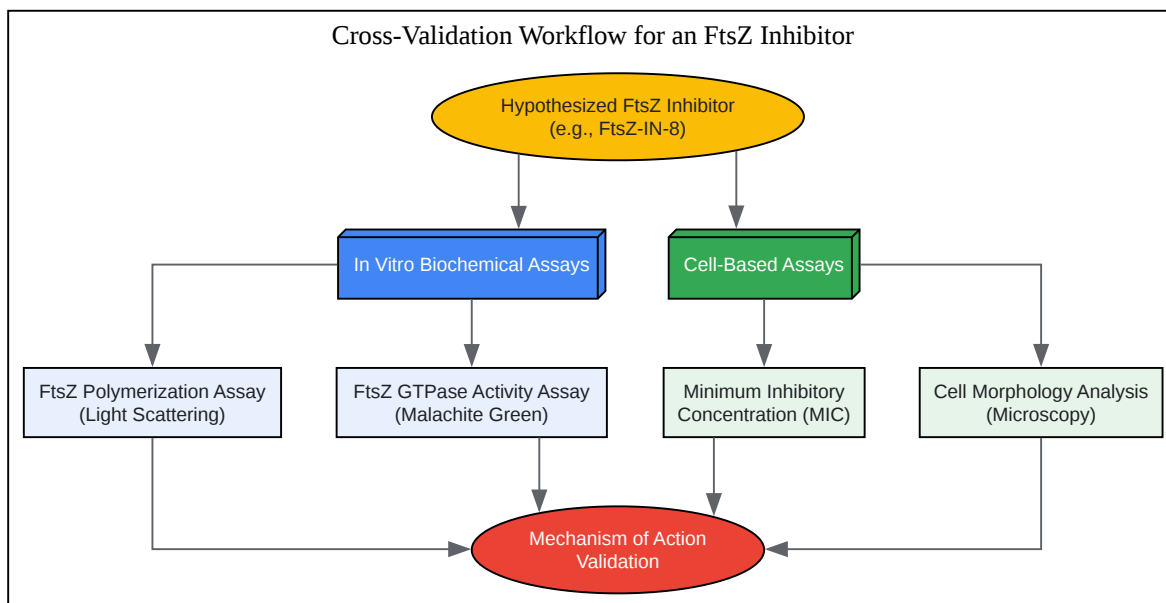 Cross-Validation Workflow for an FtsZ Inhibitor
Hypothesized FtsZ Inhibitor
(e.g., FtsZ-IN-8)
In Vitro Biochemical Assays
Cell-Based Assays
FtsZ Polymerization Assay
(Light Scattering)
FtsZ GTPase Activity Assay
(Malachite Green)
Minimum Inhibitory
Concentration (MIC)
Cell Morphology Analysis
(Microscopy)
Mechanism of Action
Validation